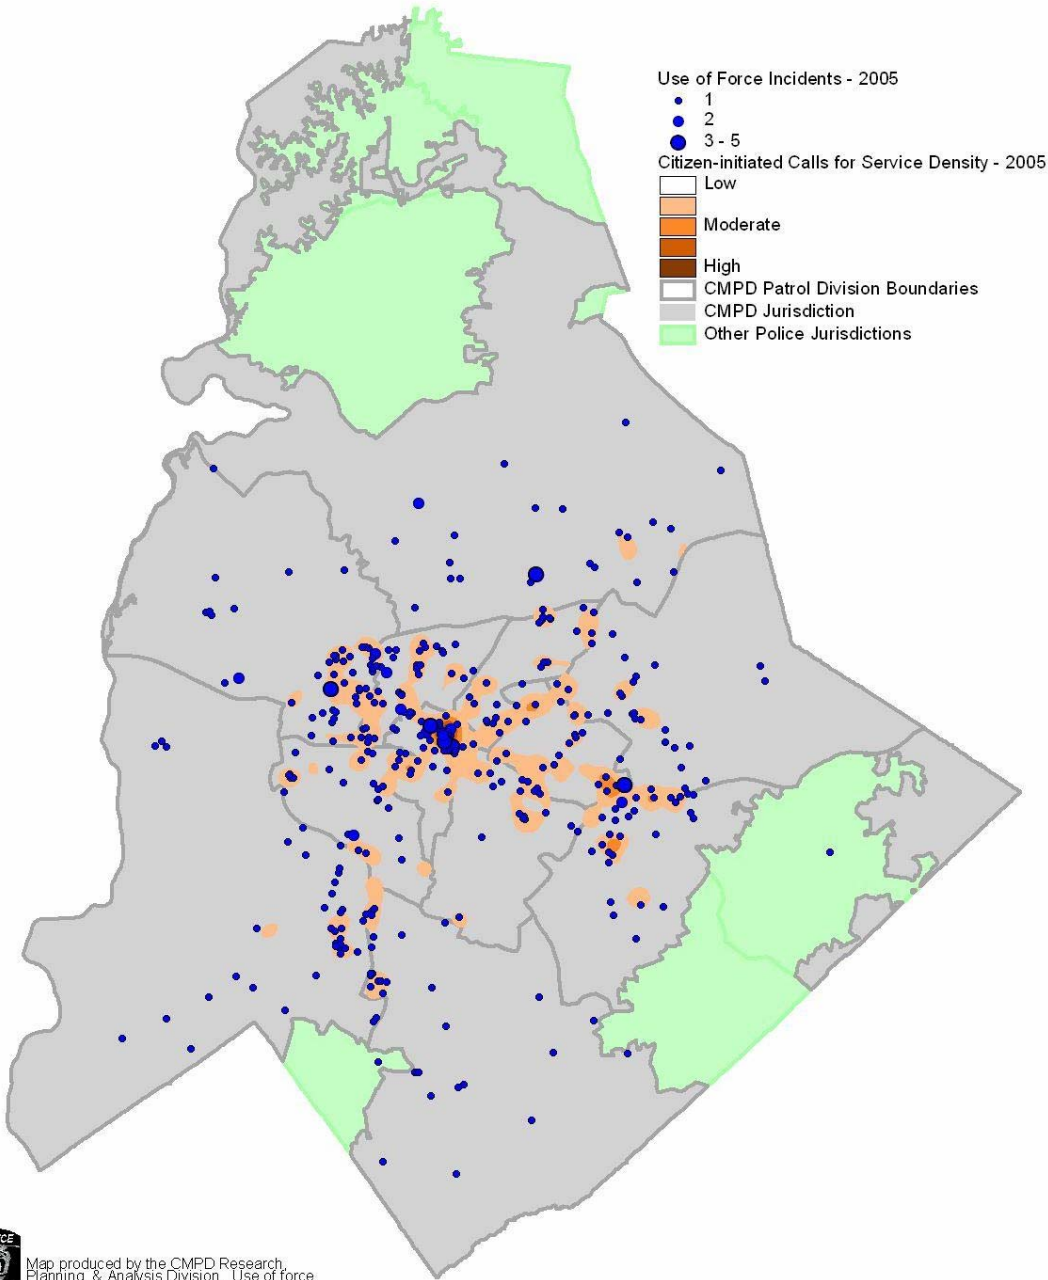 Use of Force Incidents - 2005
1
2
3 - 5
Citizen-initiated Calls for Service Density - 2005
Low
Moderate
High
CMPD Patrol Division Boundaries
CMPD Jurisdiction
Other Police Jurisdictions
CE
Map produced by the CMPD Research,
Planning, & Analysis Division. Use of force